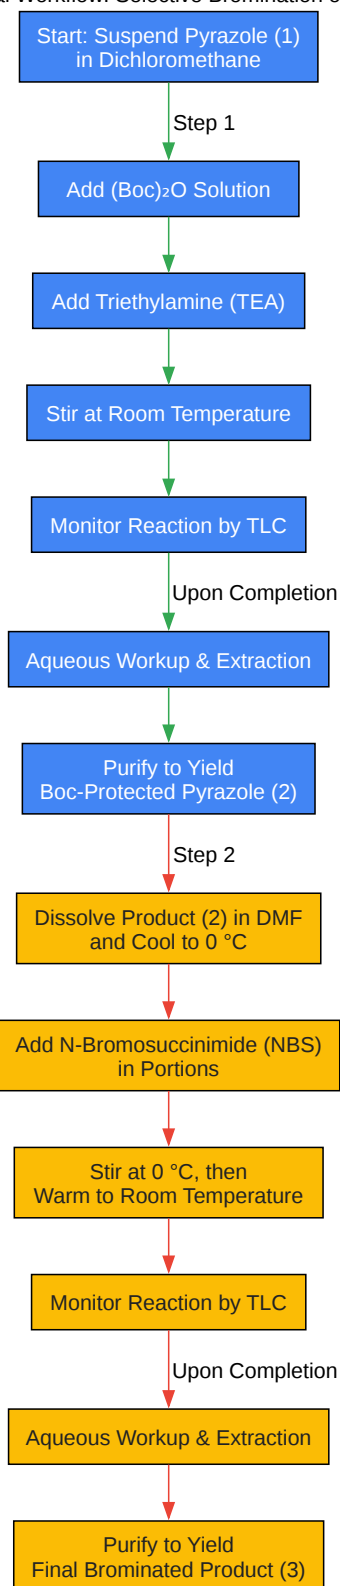 Workflow: Selective Bromination
Start: Suspend Pyrazole (1)
in Dichloromethane
Step 1
Add (Boc)₂O Solution
Add Triethylamine (TEA)
Stir at Room Temperature
Monitor Reaction by TLC
Upon Completion
Aqueous Workup & Extraction
Purify to Yield
Boc-Protected Pyrazole (2)
Step 2
Dissolve Product (2) in DMF
and Cool to 0 °C
Add N-Bromosuccinimide (NBS)
in Portions
Stir at 0 °C, then
Warm to Room Temperature
Monitor Reaction by TLC
Upon Completion
Aqueous Workup & Extraction
Purify to Yield
Final Brominated Product (3)